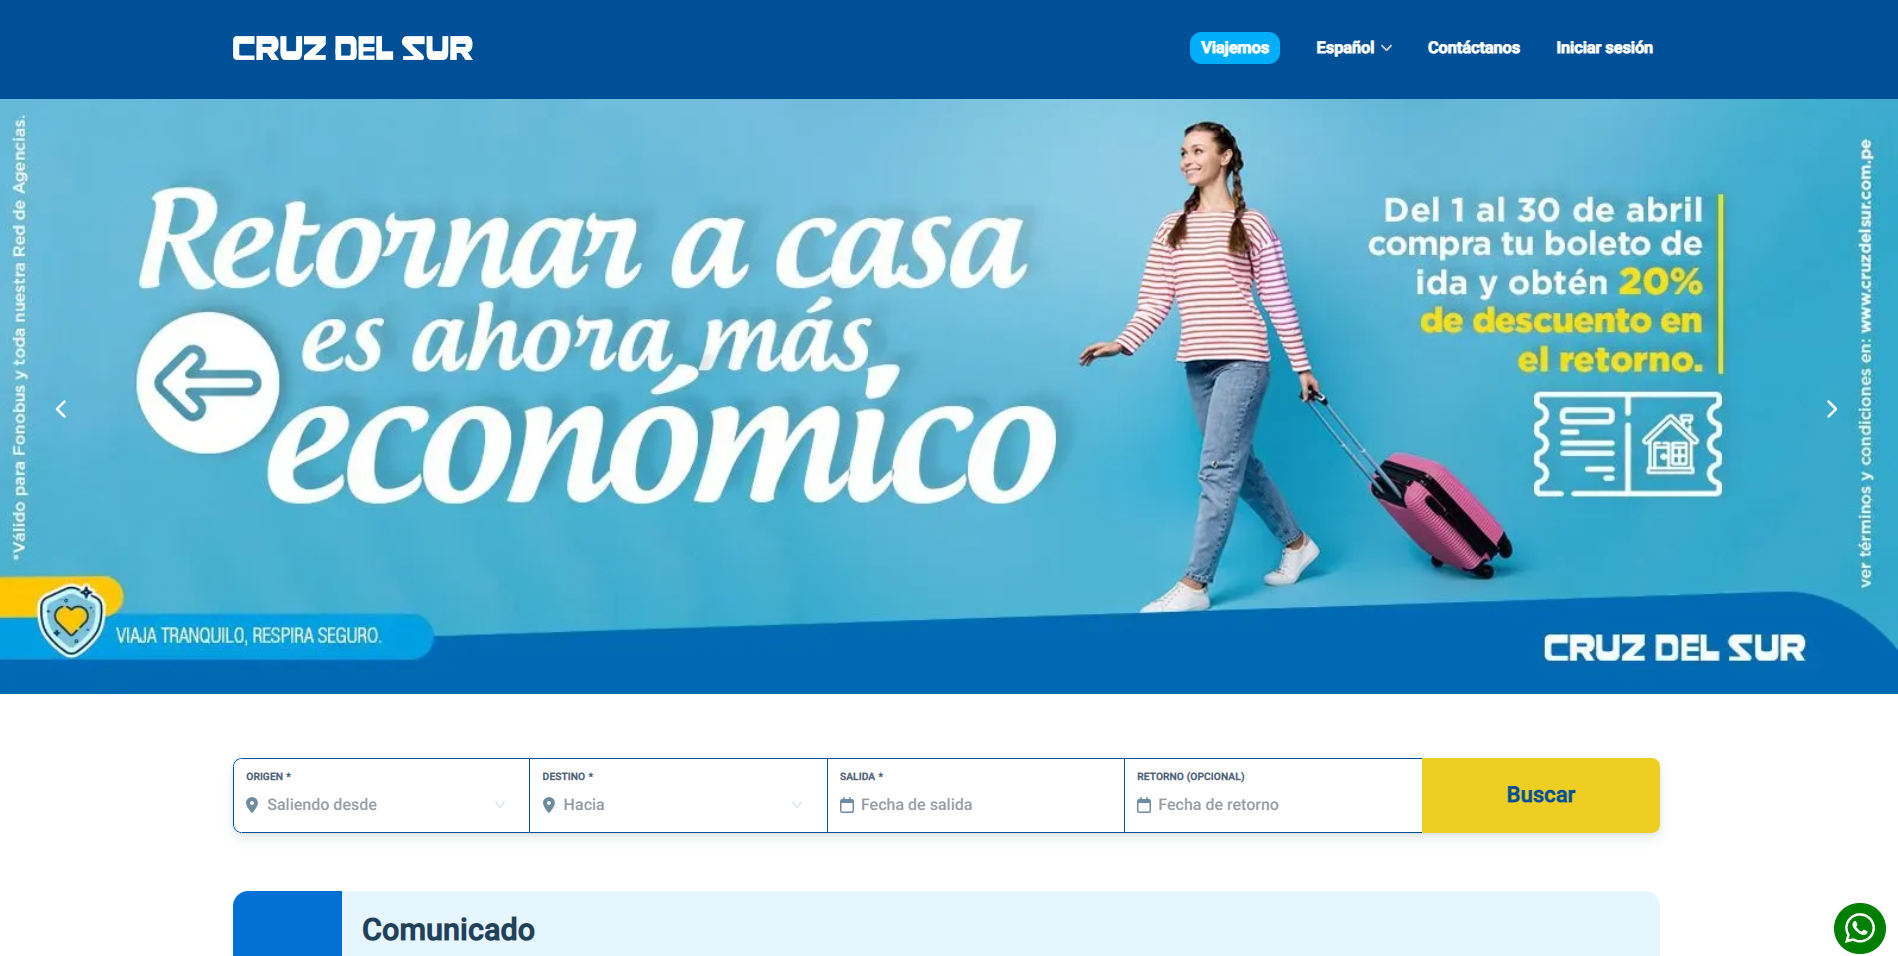 CRUZ DEL SUR
Viajemos
Español
Contáctanos
Iniciar sesión
*Válido para Fonobus y toda nuestra Red de Agencias.
Retornar a casa
es ahora más
económico
Del 1 al 30 de abril
compra tu boleto de
ida y obtén 20%
de descuento en
el retorno.
ver términos y condiciones en: www.cruzdelsur.com.pe
VIAJA TRANQUILO, RESPIRA SEGURO.
CRUZ DEL SUR
ORIGEN *
Saliendo desde
DESTINO *
Hacia
SALIDA *
Fecha de salida
RETORNO (OPCIONAL)
Fecha de retorno
Buscar
Comunicado